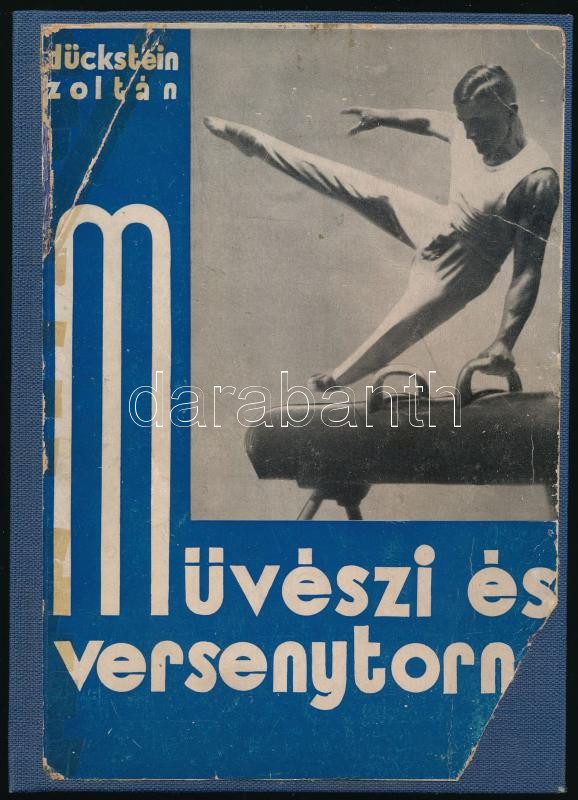 dückstein
zoltán
darabanth
Művészi és
versenytorn